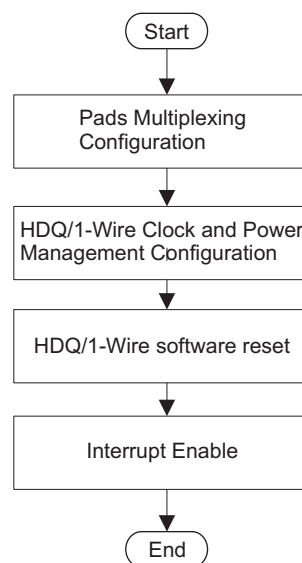 Start
Pads Multiplexing
Configuration
HDQ/1-Wire Clock and Power
Management Configuration
HDQ/1-Wire software reset
Interrupt Enable
End